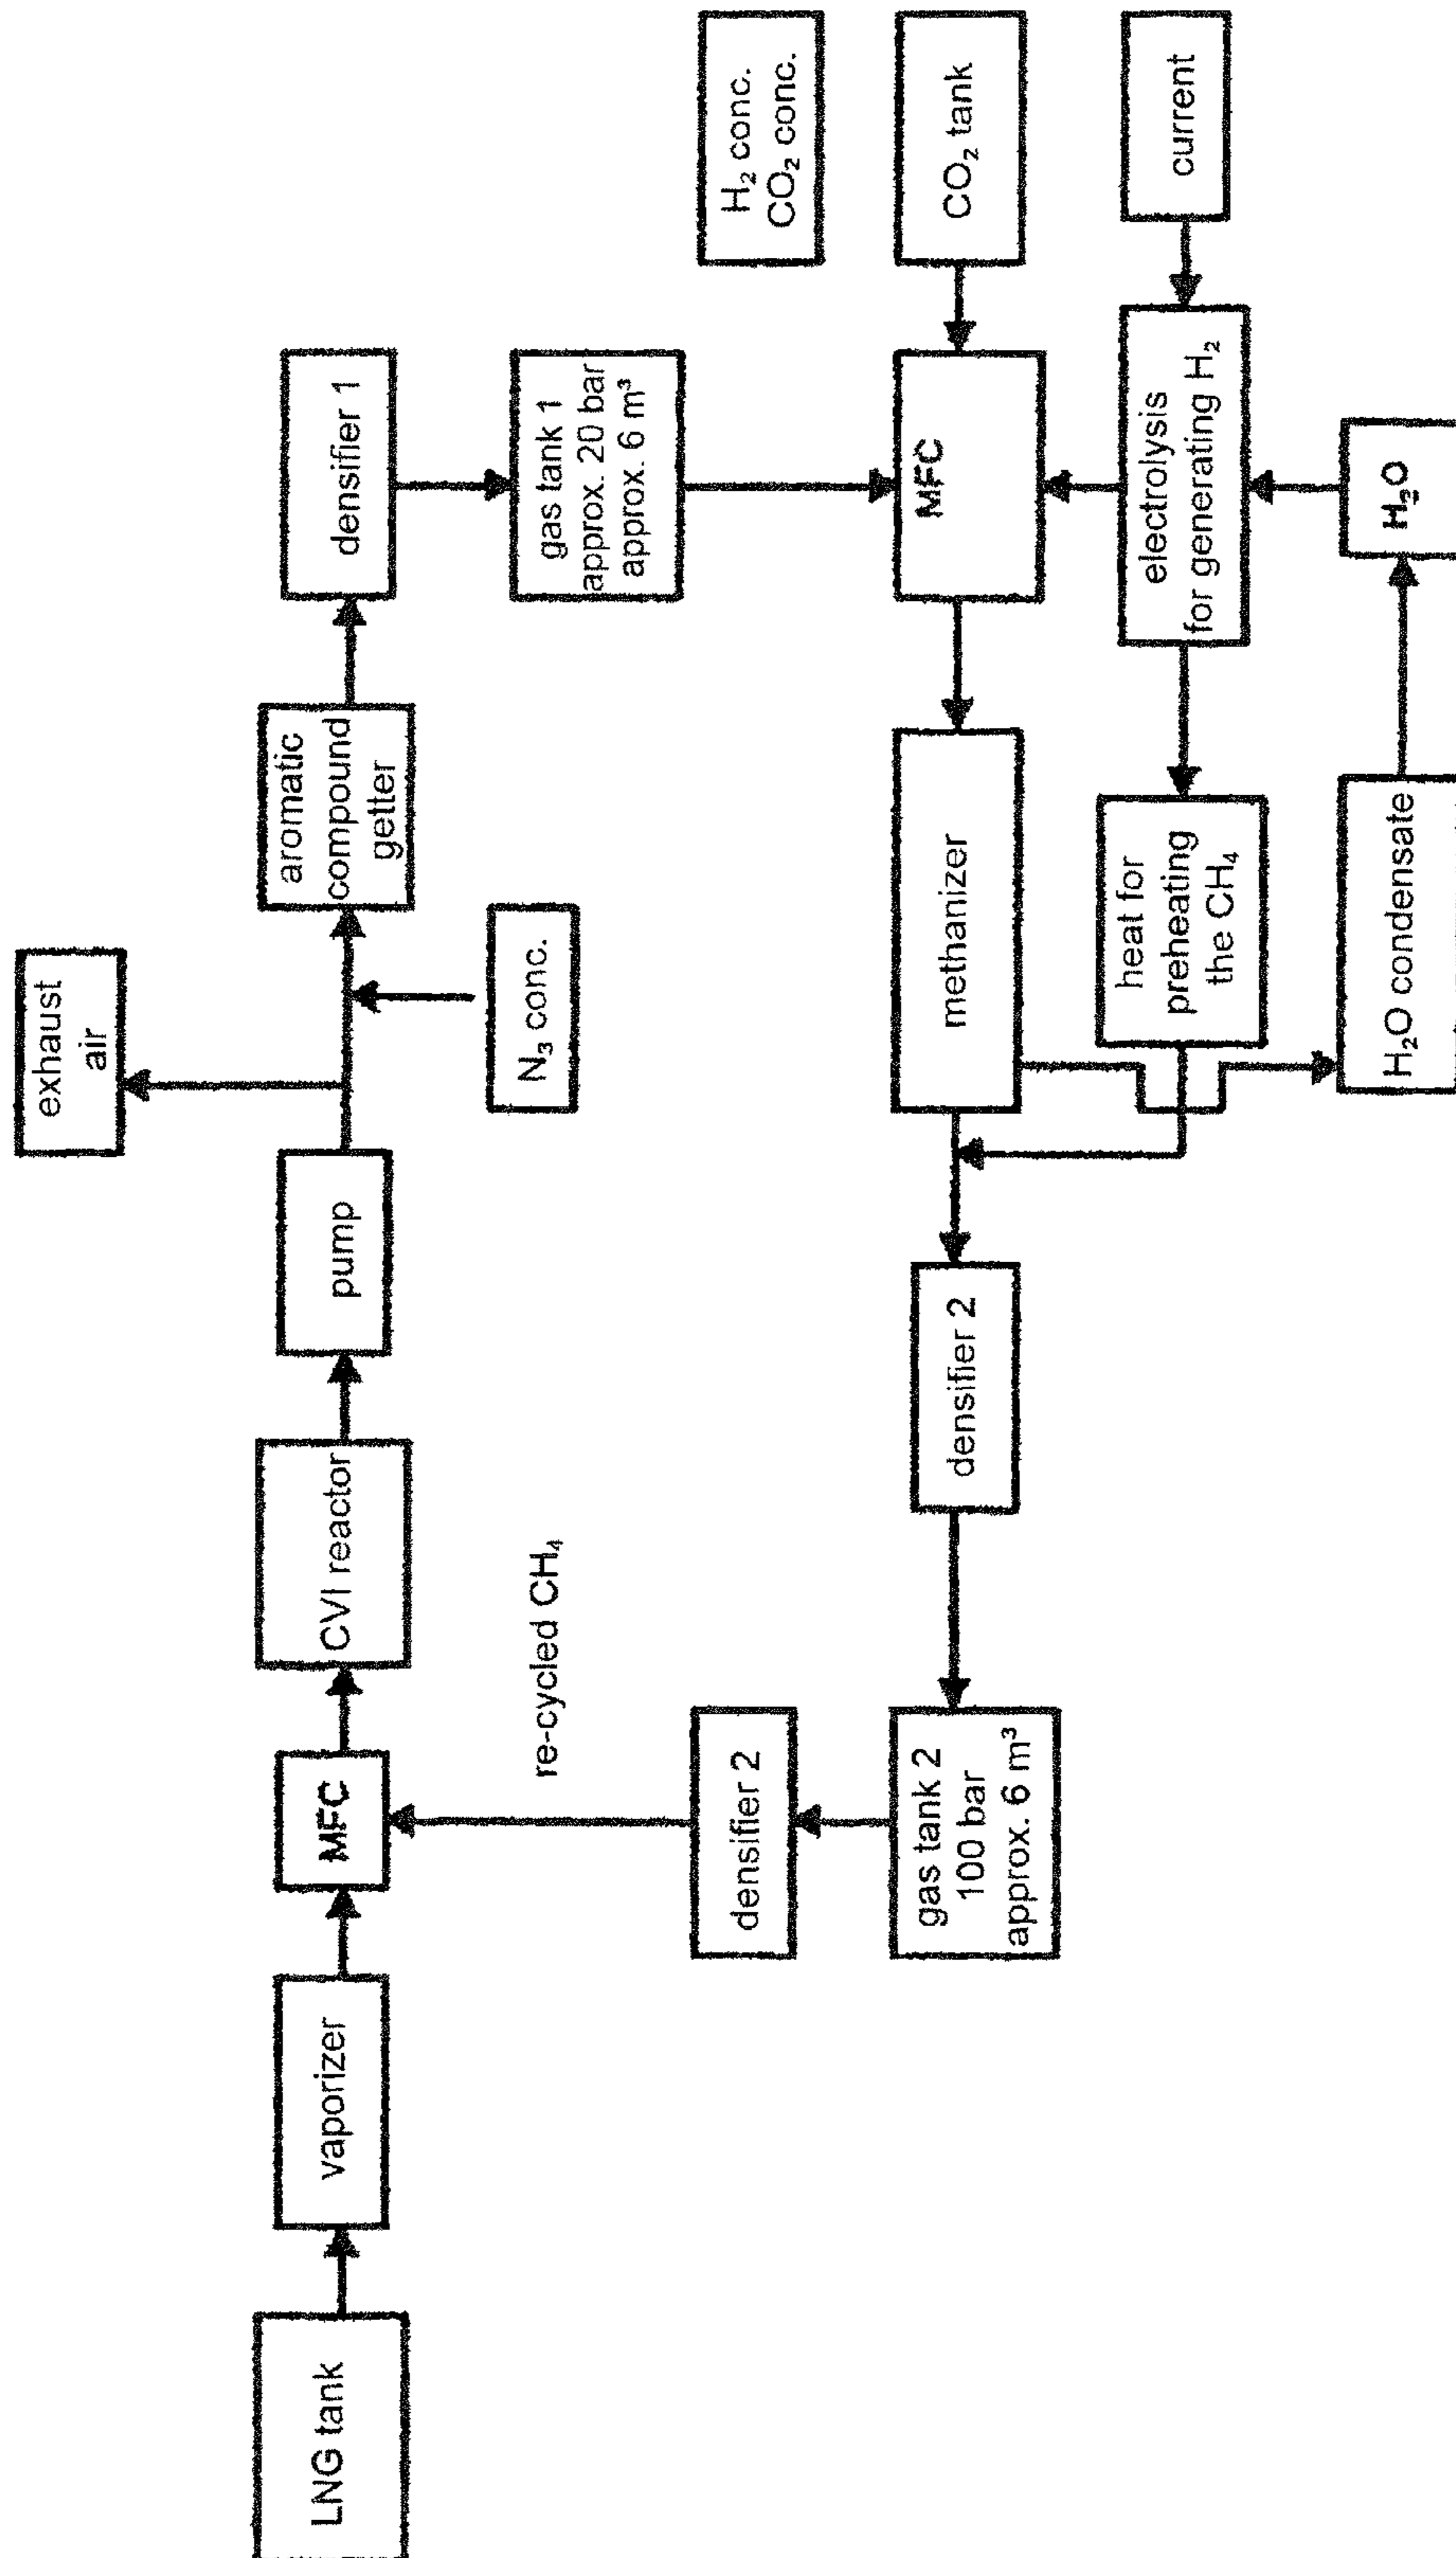 exhaust
air
LNG tank
vaporizer
MFC
CVI reactor
pump
aromatic
compound
getter
densifier 1
N₃ conc.
re-cycled CH₄
gas tank 1
approx. 20 bar
approx. 6 m³
densifier 2
H₂ conc.
CO₂ conc.
gas tank 2
100 bar
approx. 6 m³
densifier 2
methanizer
MFC
CO₂ tank
heat for
preheating
the CH₄
electrolysis
for generating H₂
current
H₂O condensate
H₂O